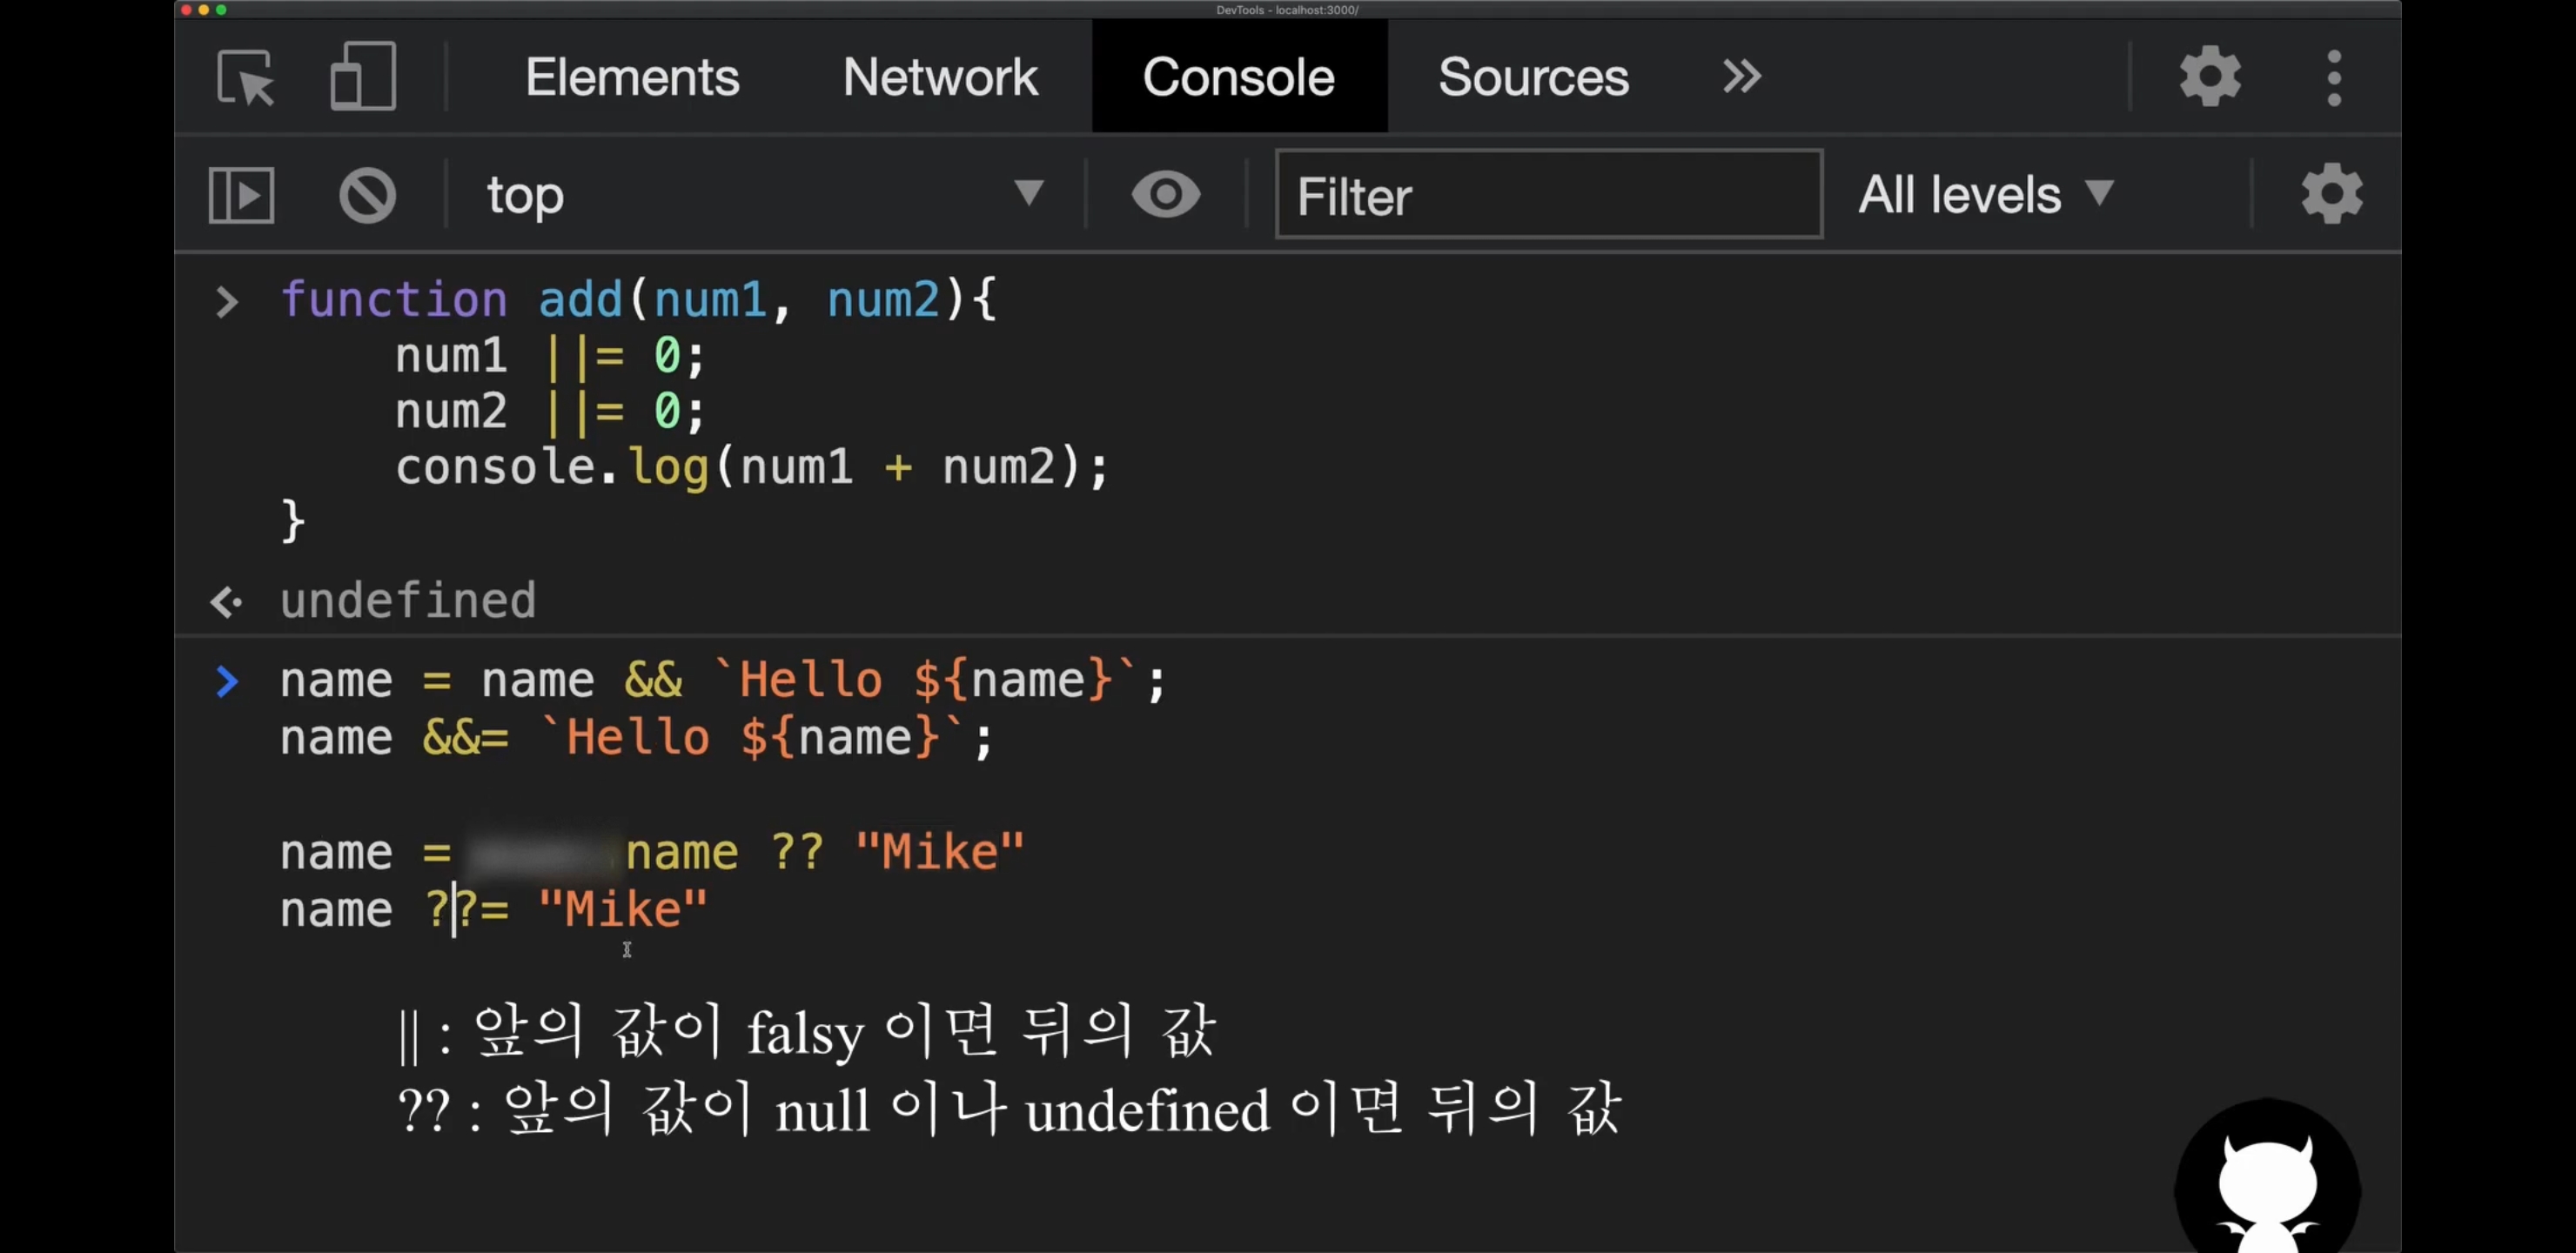 DevTools - localhost:3000/
Elements Network Console Sources
top Filter All levels
function add(num1, num2){
num1 ||= 0;
num2 ||= 0;
console.log(num1 + num2);
}
undefined
name = name && `Hello ${name}`;
name &&= `Hello ${name}`;
name = name ?? "Mike"
name ??= "Mike"
|| : 앞의 값이 falsy 이면 뒤의 값
?? : 앞의 값이 null 이나 undefined 이면 뒤의 값